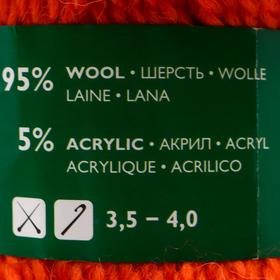 95% WOOL • ШЕРСТЬ • WOLLE
LAINE • LANA
5% ACRYLIC • АКРИЛ • ACRYL
ACRYLIQUE • ACRILICO
3,5 – 4,0